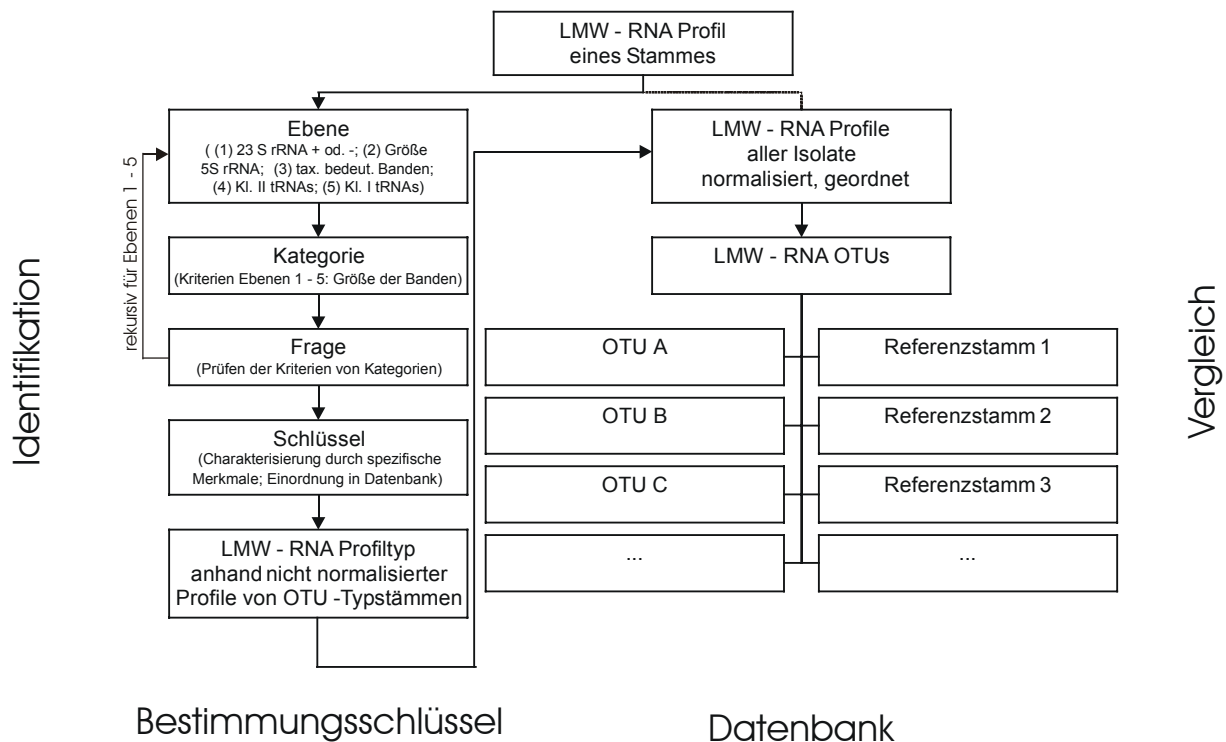 LMW - RNA Profil
eines Stammes
Ebene
( (1) 23 S rRNA + od. -; (2) Größe
5S rRNA; (3) tax. bedeut. Banden;
(4) Kl. II tRNAs; (5) Kl. I tRNAs)
Kategorie
(Kriterien Ebenen 1 - 5: Größe der Banden)
Frage
(Prüfen der Kriterien von Kategorien)
Schlüssel
(Charakterisierung durch spezifische
Merkmale; Einordnung in Datenbank)
LMW - RNA Profiltyp
anhand nicht normalisierter
Profile von OTU -Typstämmen
rekursiv für Ebenen 1 - 5
Identifikation
LMW - RNA Profile
aller Isolate
normalisiert, geordnet
LMW - RNA OTUs
OTU A
Referenzstamm 1
OTU B
Referenzstamm 2
OTU C
Referenzstamm 3
...
...
Vergleich
Bestimmungsschlüssel
Datenbank